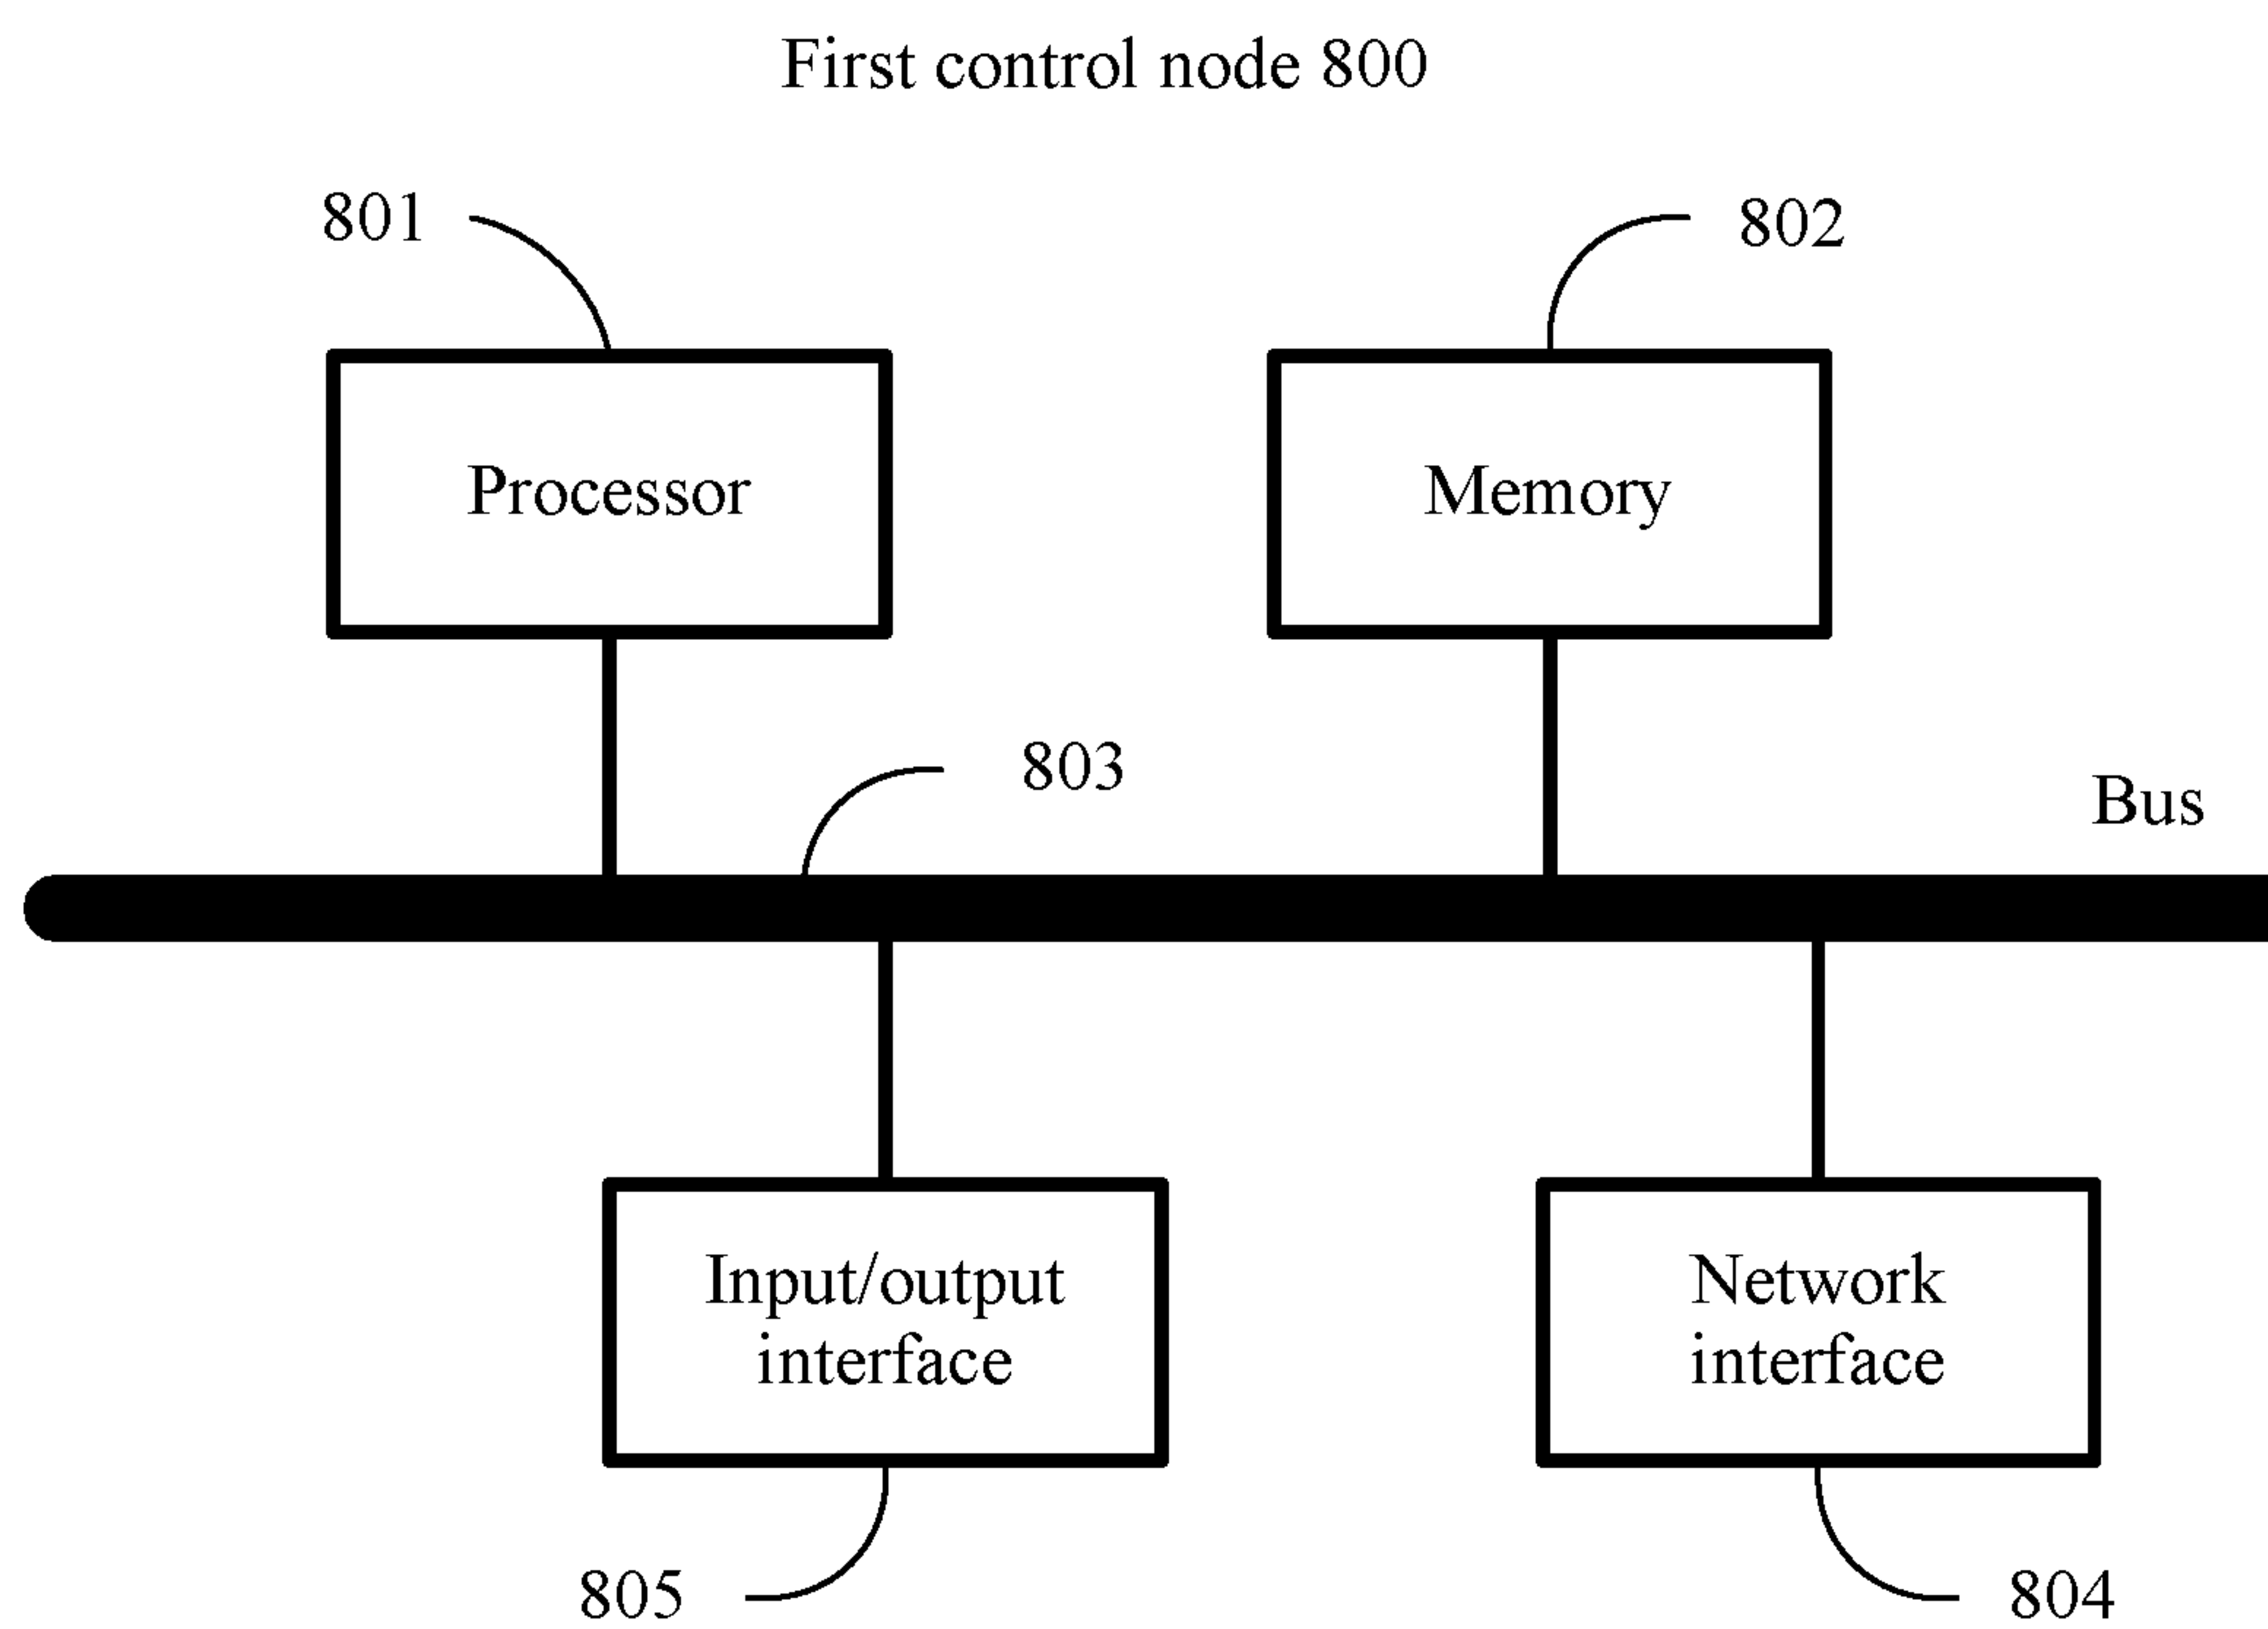 First control node 800
801
802
Processor
Memory
803
Bus
Input/output
interface
Network
interface
805
804